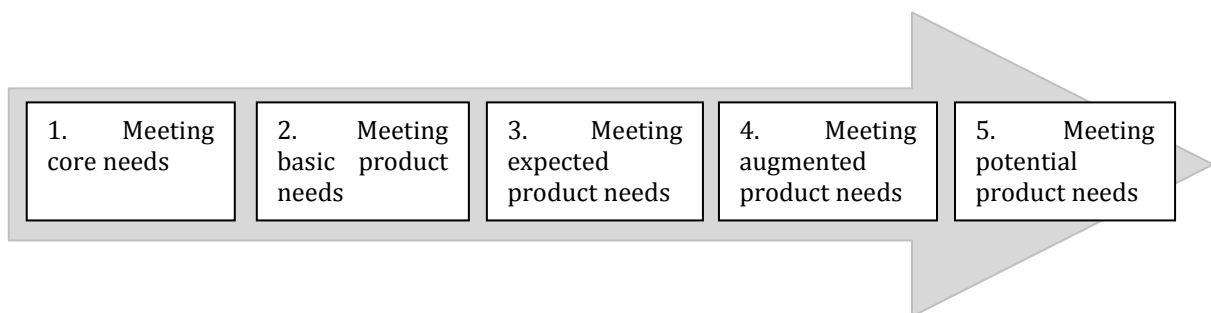 1. Meeting
core needs
2. Meeting
basic product
needs
3. Meeting
expected
product needs
4. Meeting
augmented
product needs
5. Meeting
potential
product needs